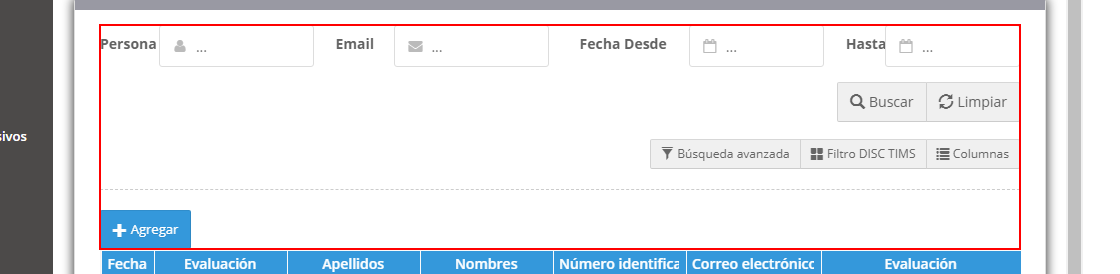 Persona ... Email ... Fecha Desde ... Hasta ...
Buscar Limpiar
sivos
Búsqueda avanzada Filtro DISC TIMS Columnas
Agregar
Fecha Evaluación Apellidos Nombres Número identifica Correo electrónico Evaluación